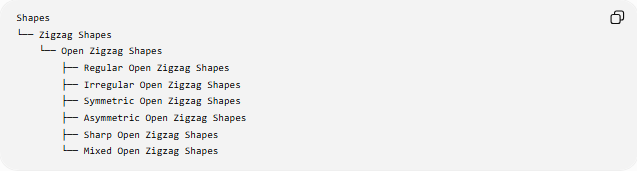 Shapes
└── Zigzag Shapes
└── Open Zigzag Shapes
├── Regular Open Zigzag Shapes
├── Irregular Open Zigzag Shapes
├── Symmetric Open Zigzag Shapes
├── Asymmetric Open Zigzag Shapes
├── Sharp Open Zigzag Shapes
└── Mixed Open Zigzag Shapes